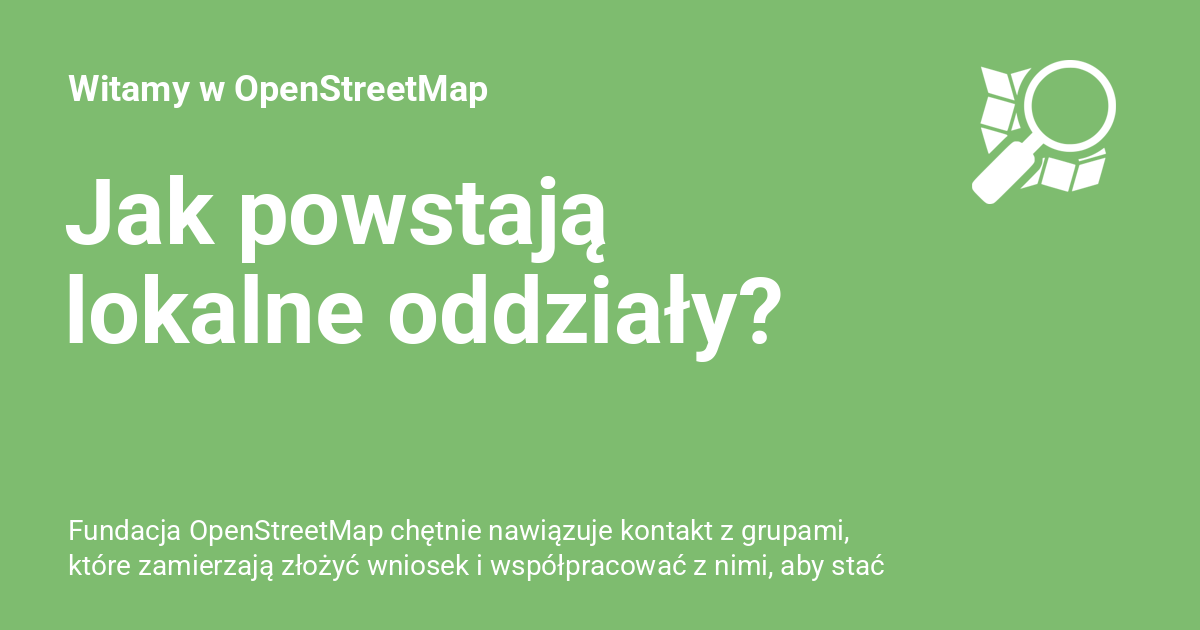 Witamy w OpenStreetMap
Jak powstają
lokalne oddziały?
Fundacja OpenStreetMap chętnie nawiązuje kontakt z grupami,
które zamierzają złożyć wniosek i współpracować z nimi, aby stać